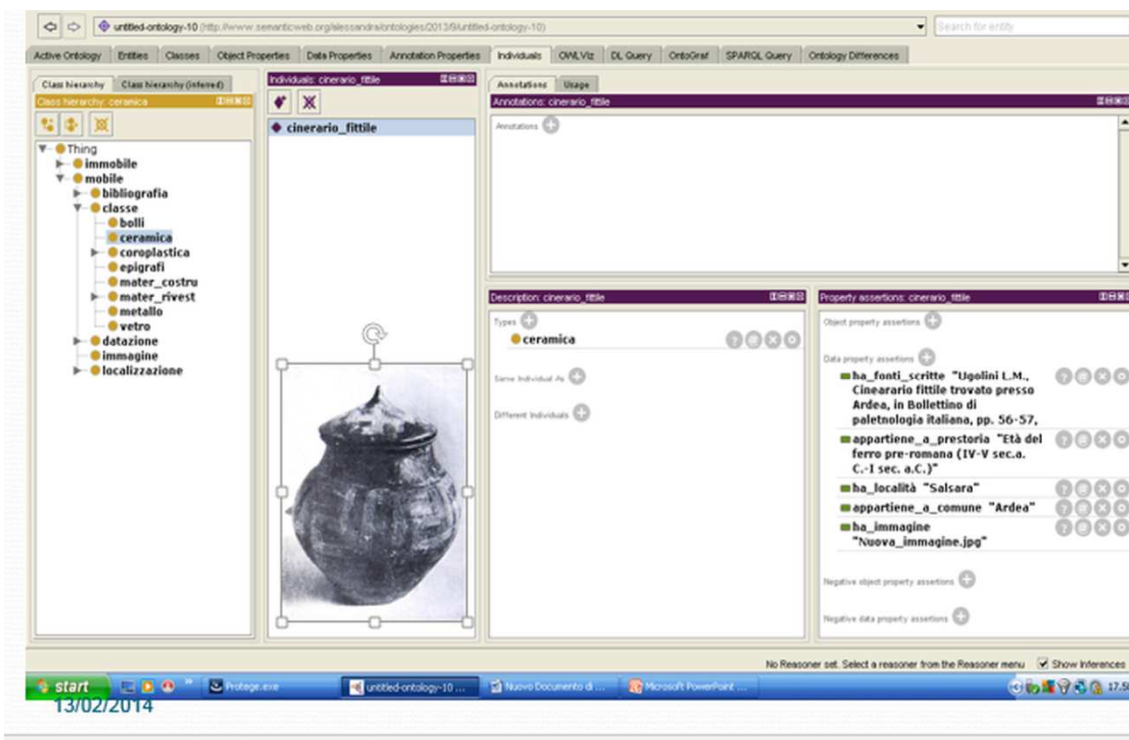 untitled-ontology-10 (http://www.semanticweb.org/alessandra/ontologies/2013/9/untitled-ontology-10)
Search for entity
Active Ontology Entities Classes Object Properties Data Properties Annotation Properties Individuals OWLViz DL Query OntoGraf SPARQL Query Ontology Differences
Class hierarchy Class hierarchy (inferred)
Class hierarchy: ceramica
Thing
immobile
mobile
bibliografia
classe
bolli
ceramica
coroplastica
epigrafi
mater_costru
mater_rivest
metallo
vetro
datazione
immagine
localizzazione
Individuals: cinerario_fittile
cinerario_fittile
Annotations Usage
Annotations: cinerario_fittile
Annotations
Description: cinerario_fittile
Types
ceramica
Same Individual As
Different Individuals
Property assertions: cinerario_fittile
Object property assertions
Data property assertions
ha_fonti_scritte "Ugolini L.M.,
Cinearario fittile trovato presso
Ardea, in Bollettino di
paletnologia italiana, pp. 56-57,
appartiene_a_prestoria "Età del
ferro pre-romana (IV-V sec.a.
C.-I sec. a.C.)"
ha_località "Salsara"
appartiene_a_comune "Ardea"
ha_immagine
"Nuova_immagine.jpg"
Negative object property assertions
Negative data property assertions
No Reasoner set. Select a reasoner from the Reasoner menu Show Inferences
start Protege.exe untitled-ontology-10 ... Nuovo Documento di ... Microsoft PowerPoint ... 17.50
13/02/2014